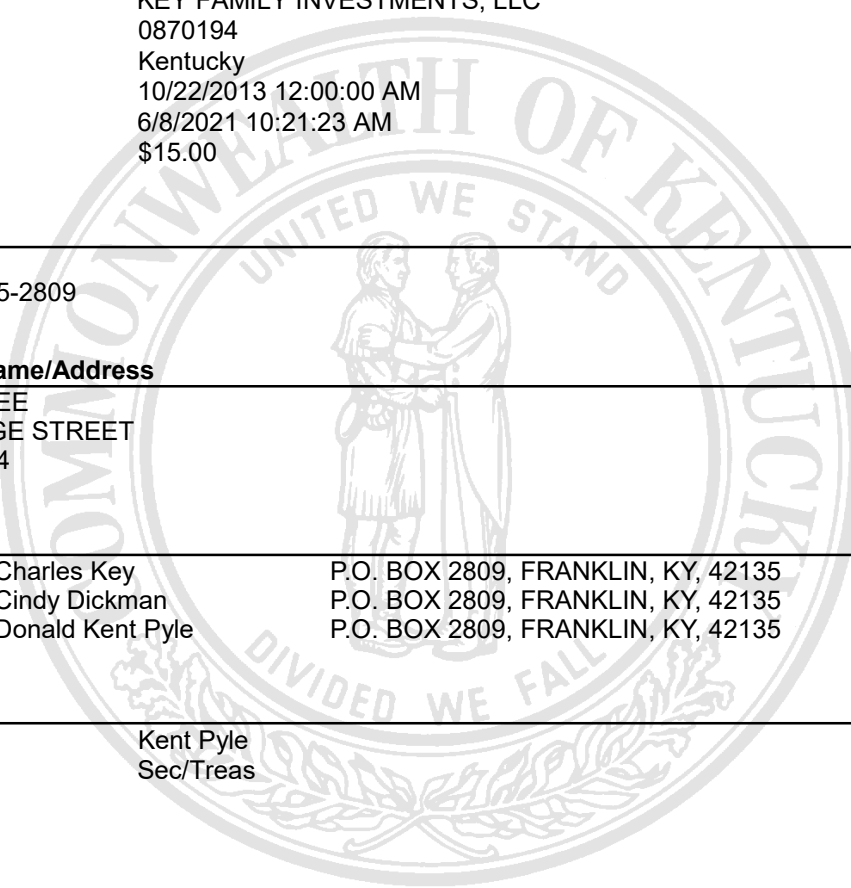 KEY FAMILY INVESTMENTS, LLC
0870194
Kentucky
10/22/2013 12:00:00 AM
6/8/2021 10:21:23 AM
$15.00
COMMONWEALTH OF KENTUCKY
UNITED WE STAND
5-2809
ame/Address
EE
GE STREET
4
Charles Key P.O. BOX 2809, FRANKLIN, KY, 42135
Cindy Dickman P.O. BOX 2809, FRANKLIN, KY, 42135
Donald Kent Pyle P.O. BOX 2809, FRANKLIN, KY, 42135
DIVIDED WE FALL
Kent Pyle
Sec/Treas